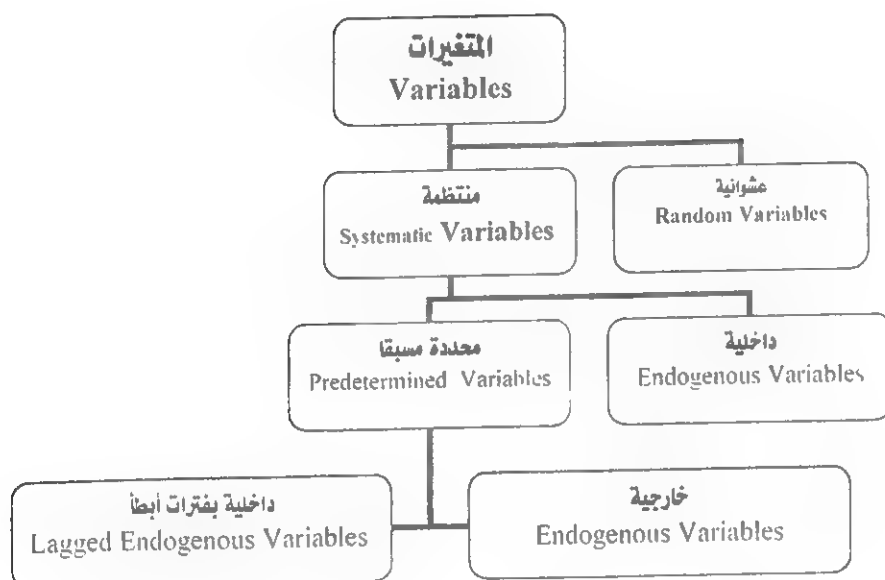 المتغيرات
Variables
منتظمة
Systematic Variables
عشوائية
Random Variables
محددة مسبقا
Predetermined Variables
داخلية
Endogenous Variables
داخلية بفترات أبطأ
Lagged Endogenous Variables
خارجية
Endogenous Variables